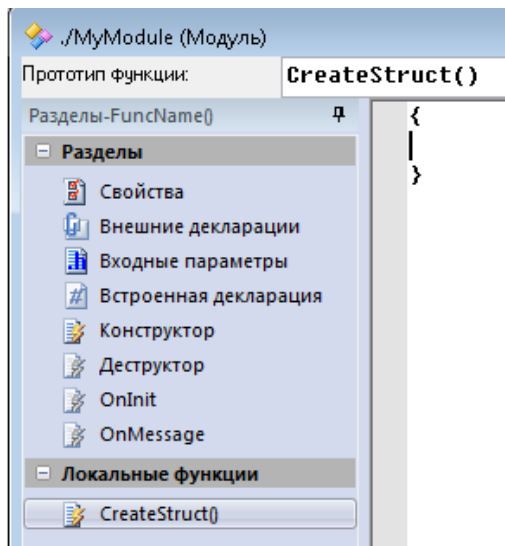 ./MyModule (Модуль)
Прототип функции: CreateStruct()
Разделы-FuncName()
{
}
Разделы
Свойства
Внешние декларации
Входные параметры
Встроенная декларация
Конструктор
Деструктор
OnInit
OnMessage
Локальные функции
CreateStruct()